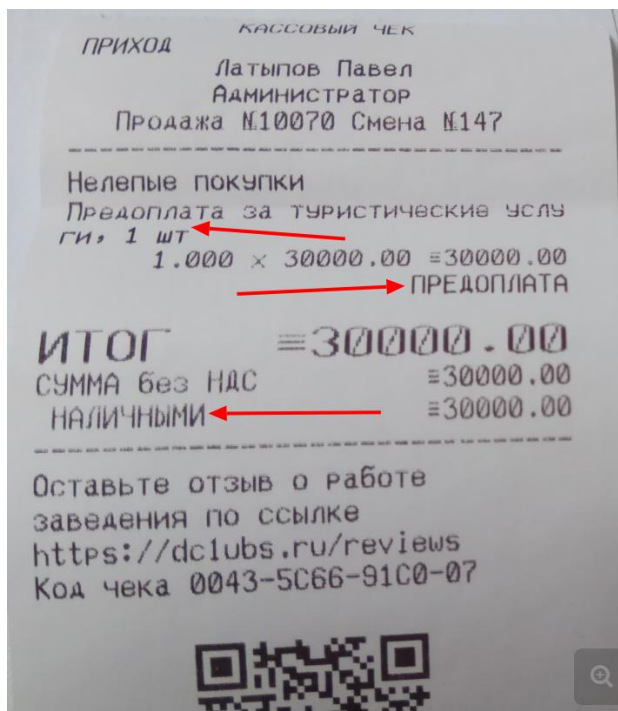 КАССОВЫЙ ЧЕК
ПРИХОД
Латыпов Павел
Администратор
Продажа №10070 Смена №147
Нелепые покупки
Предоплата за туристические услу
ги, 1 шт
1.000 × 30000.00 ≡30000.00
ПРЕДОПЛАТА
ИТОГ ≡30000.00
СУММА без НДС ≡30000.00
НАЛИЧНЫМИ ≡30000.00
Оставьте отзыв о работе
заведения по ссылке
https://dclubs.ru/reviews
Код чека 0043-5C66-91C0-07